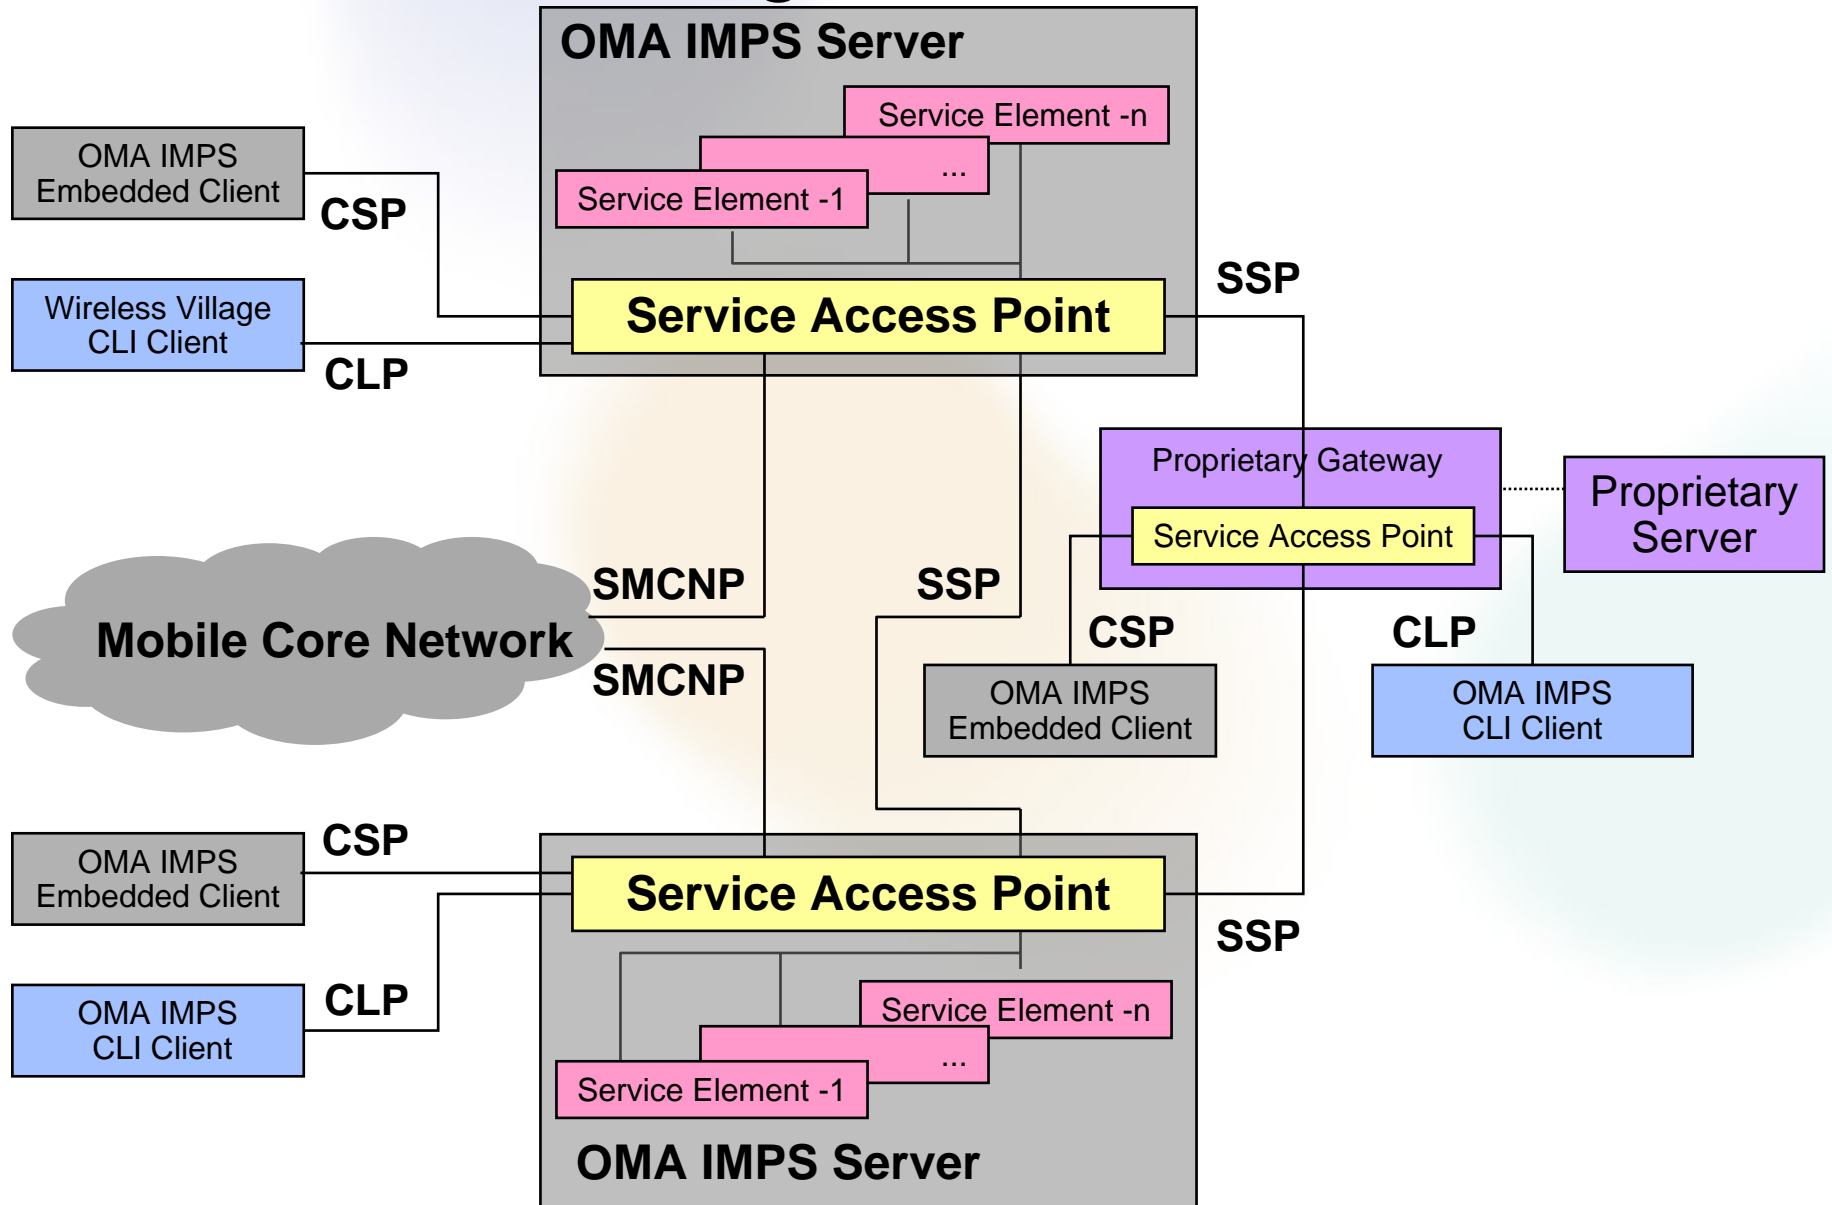 OMA IMPS Server
Service Element -n
...
Service Element -1
OMA IMPS
Embedded Client
CSP
Wireless Village
CLI Client
CLP
Service Access Point
SSP
Proprietary Gateway
Service Access Point
Proprietary
Server
SMCNP
SSP
Mobile Core Network
SMCNP
CSP
CLP
OMA IMPS
Embedded Client
OMA IMPS
CLI Client
CSP
OMA IMPS
Embedded Client
Service Access Point
SSP
CLP
OMA IMPS
CLI Client
Service Element -n
...
Service Element -1
OMA IMPS Server